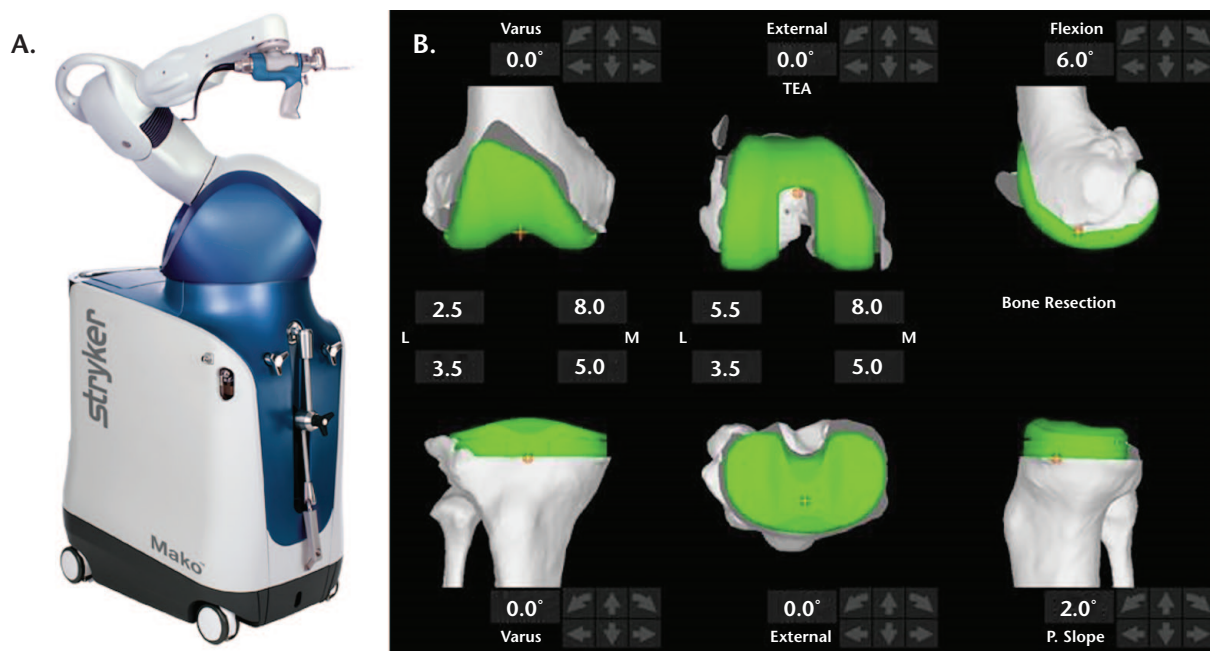 A.
stryker
Mako™
B.
Varus
0.0°
External
0.0°
TEA
Flexion
6.0°
2.5
8.0
L
M
3.5
5.0
5.5
8.0
L
M
3.5
5.0
Bone Resection
0.0°
Varus
0.0°
External
2.0°
P. Slope